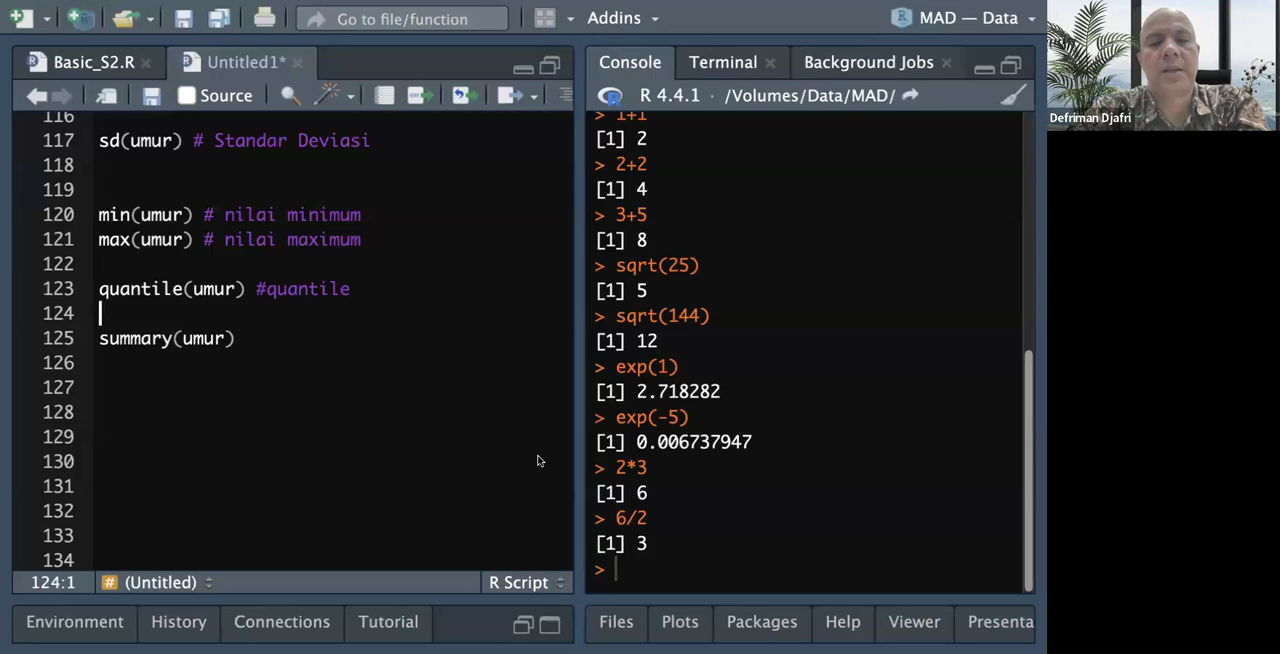 Go to file/function
Addins
MAD — Data
Basic_S2.R
Untitled1*
Source
116
117 sd(umur) # Standar Deviasi
118
119
120 min(umur) # nilai minimum
121 max(umur) # nilai maximum
122
123 quantile(umur) #quantile
124
125 summary(umur)
126
127
128
129
130
131
132
133
134
124:1 # (Untitled) R Script
Environment History Connections Tutorial
Console Terminal Background Jobs
R 4.4.1 · /Volumes/Data/MAD/
> 1+1
[1] 2
> 2+2
[1] 4
> 3+5
[1] 8
> sqrt(25)
[1] 5
> sqrt(144)
[1] 12
> exp(1)
[1] 2.718282
> exp(-5)
[1] 0.006737947
> 2*3
[1] 6
> 6/2
[1] 3
>
Files Plots Packages Help Viewer Presenta
Defriman Djafri